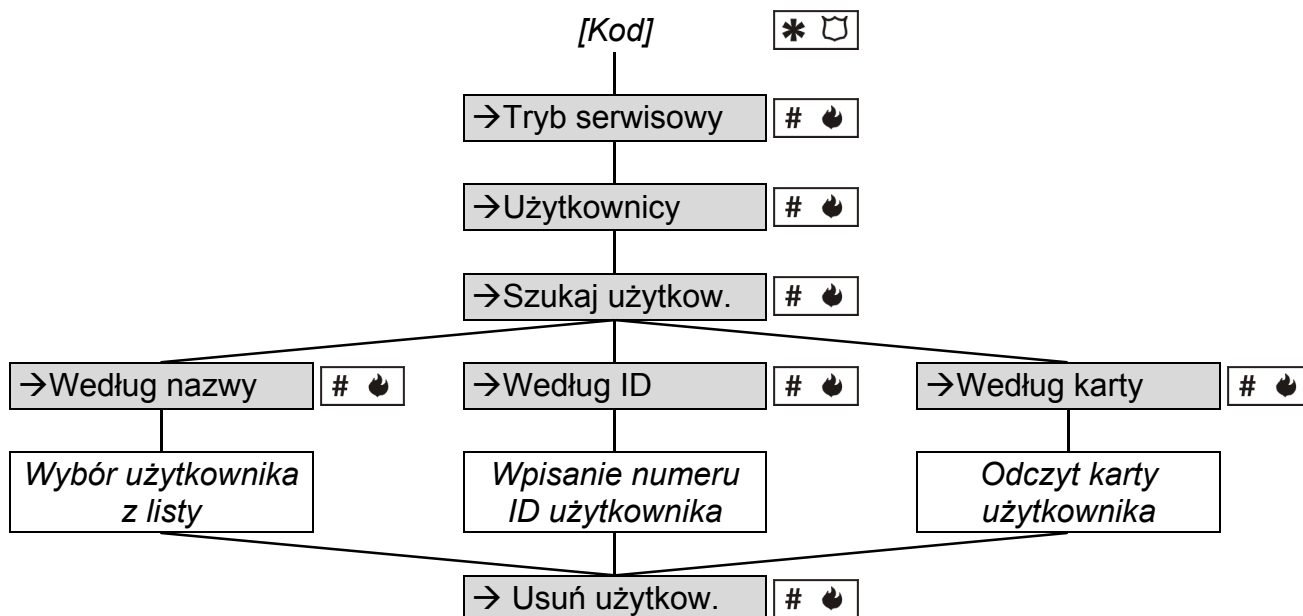 [Kod] *
→Tryb serwisowy #
→Użytkownicy #
→Szukaj użytkow. #
→Według nazwy # →Według ID # →Według karty #
Wybór użytkownika
z listy
Wpisanie numeru
ID użytkownika
Odczyt karty
użytkownika
→ Usuń użytkow. #